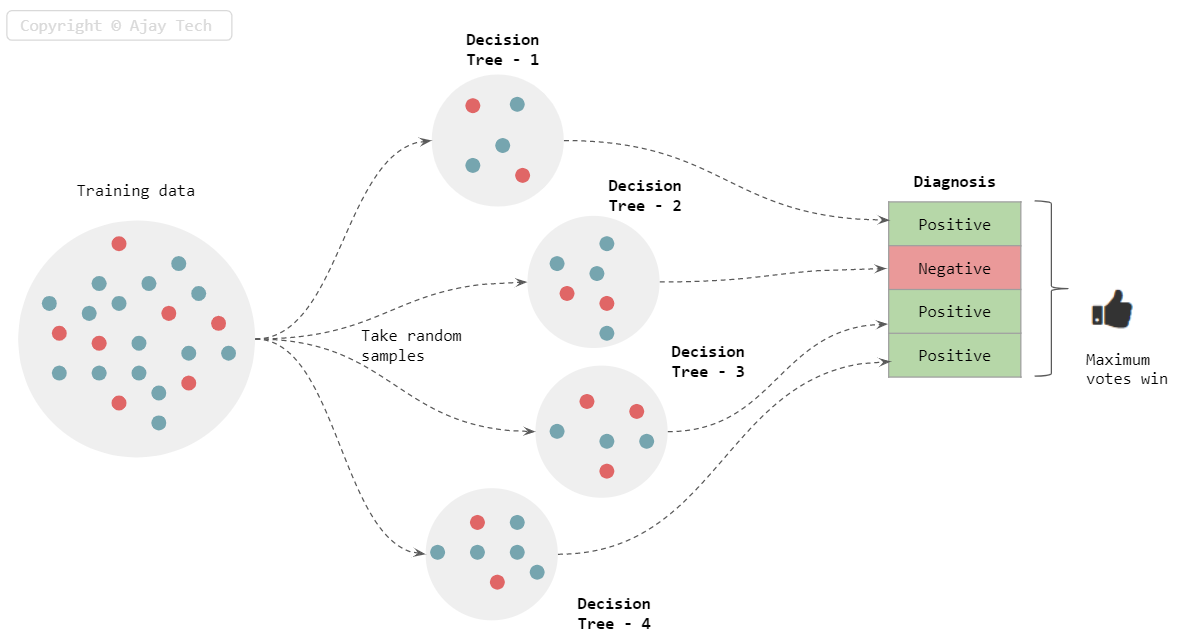 Copyright © Ajay Tech
Decision
Tree - 1
Training data
Decision
Tree - 2
Diagnosis
Positive
Negative
Positive
Positive
Take random
samples
Decision
Tree - 3
Maximum
votes win
Decision
Tree - 4